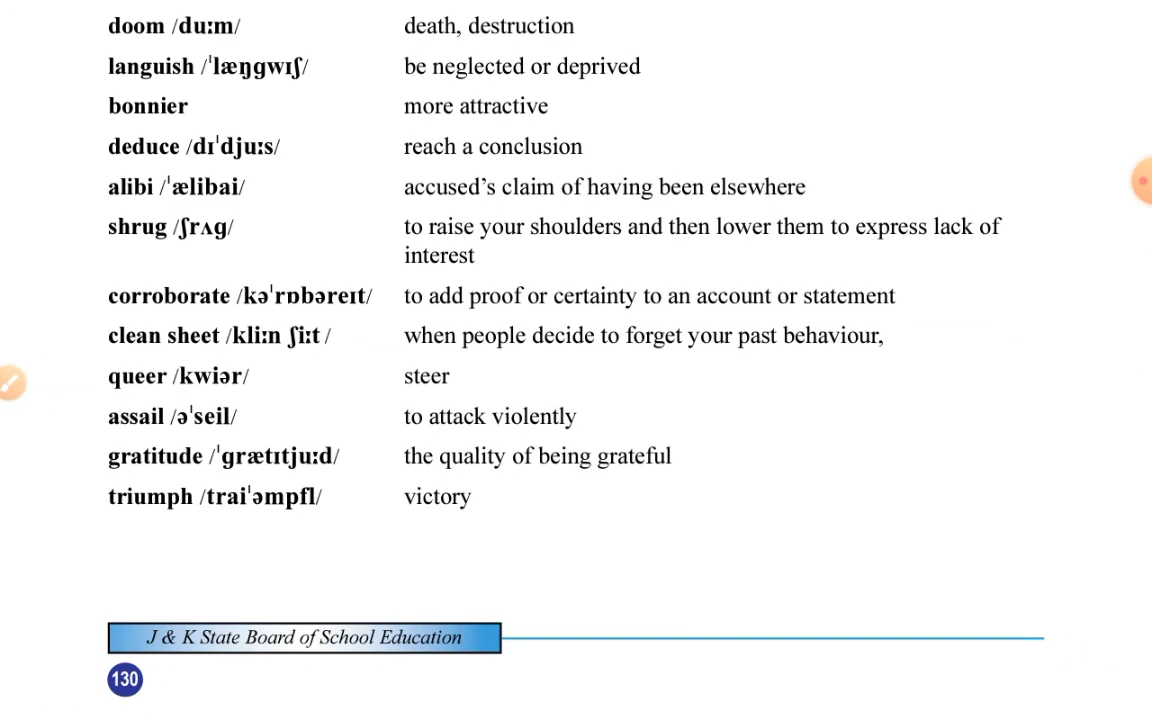 doom /duːm/ death, destruction
languish /ˈlæŋgwɪʃ/ be neglected or deprived
bonnier more attractive
deduce /dɪˈdjuːs/ reach a conclusion
alibi /ˈælibai/ accused’s claim of having been elsewhere
shrug /ʃrʌg/ to raise your shoulders and then lower them to express lack of
interest
corroborate /kəˈrɒbəreɪt/ to add proof or certainty to an account or statement
clean sheet /kliːn ʃiːt / when people decide to forget your past behaviour,
queer /kwiər/ steer
assail /əˈseil/ to attack violently
gratitude /ˈgrætɪtjuːd/ the quality of being grateful
triumph /traiˈəmpfl/ victory
J & K State Board of School Education
130